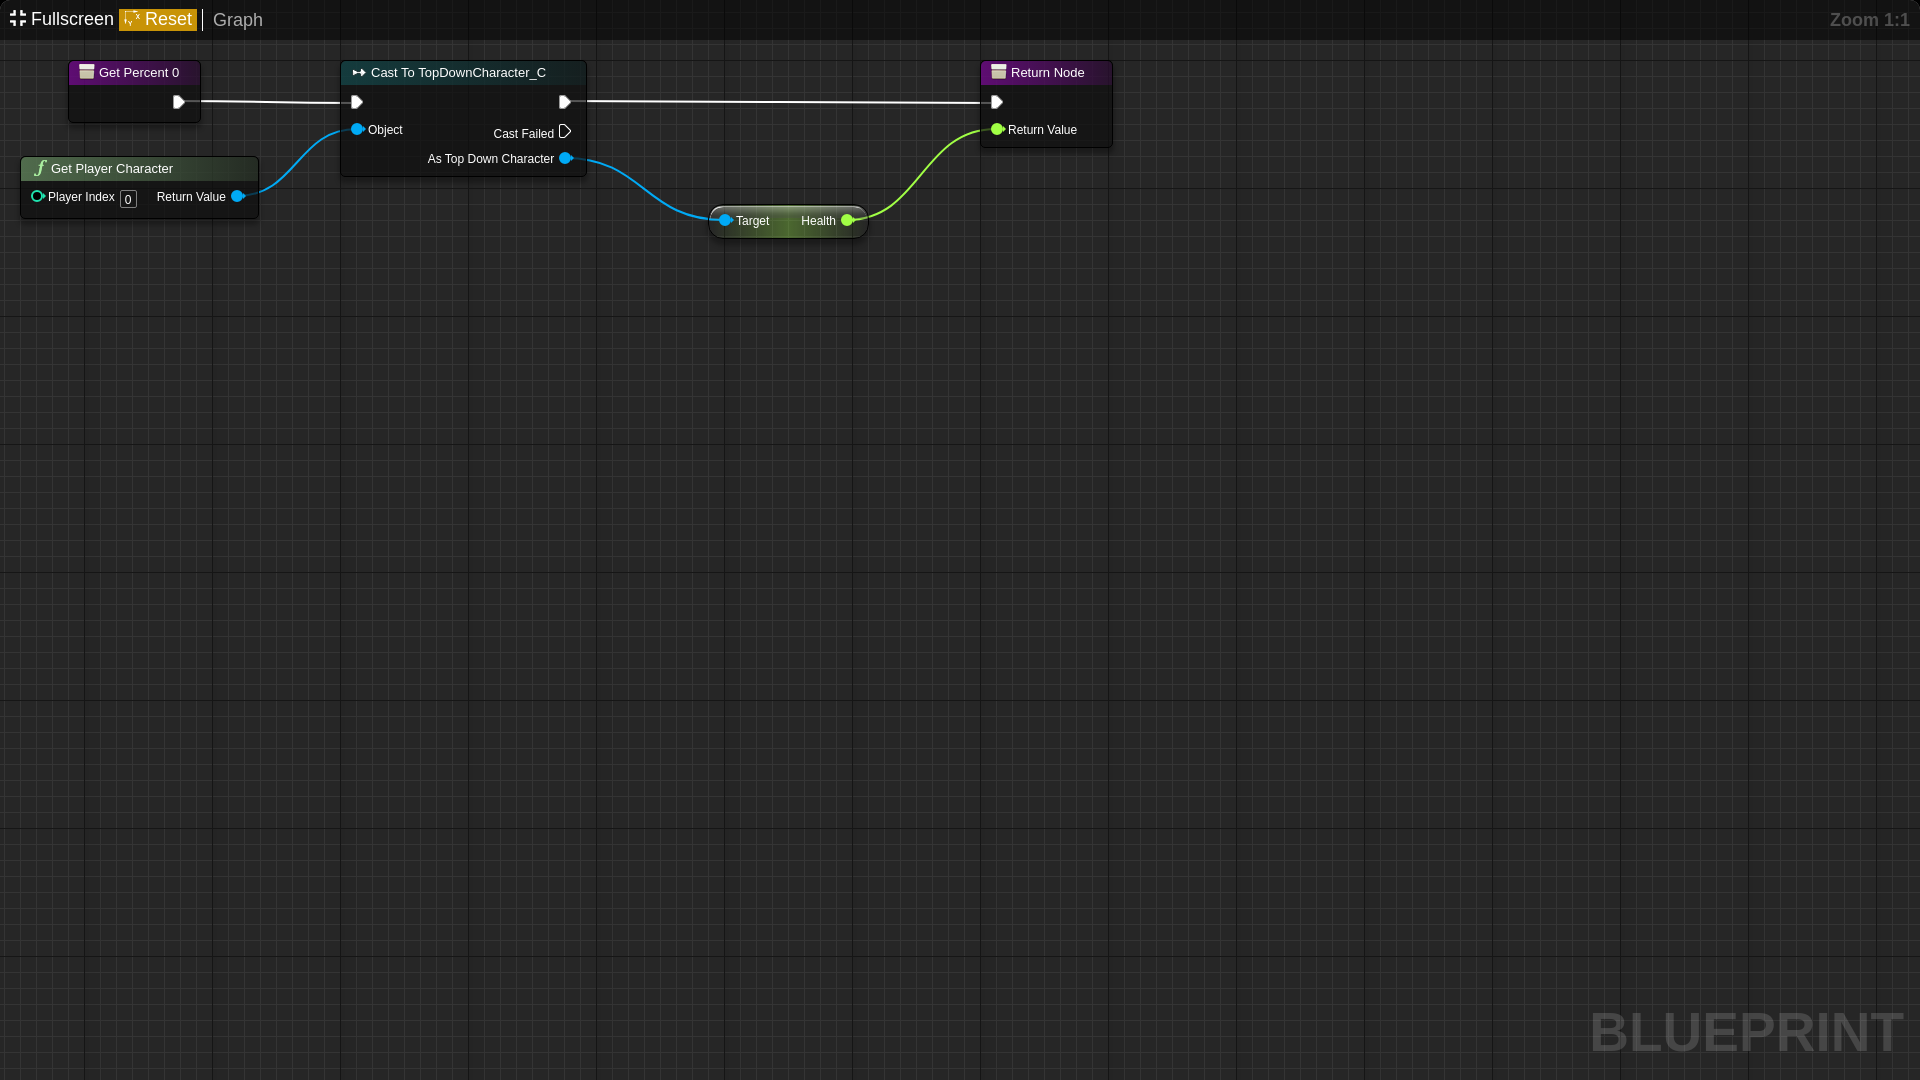 Fullscreen Reset Graph Zoom 1:1
Get Percent 0
Cast To TopDownCharacter_C
Object
Cast Failed
As Top Down Character
Return Node
Return Value
Get Player Character
Player Index 0 Return Value
Target Health
BLUEPRINT